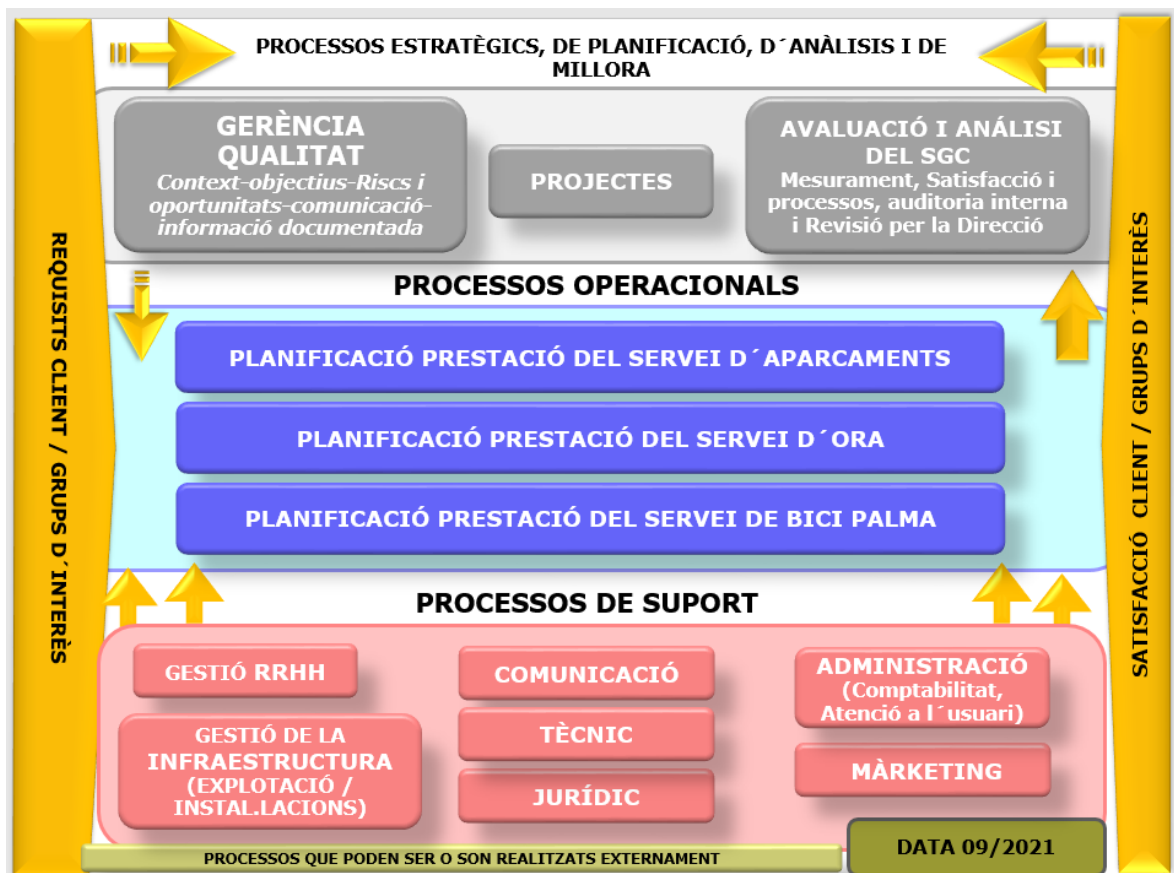 PROCESSOS ESTRATÈGICS, DE PLANIFICACIÓ, D´ANÀLISIS I DE
MILLORA
GERÈNCIA
QUALITAT
Context-objectius-Riscs i
oportunitats-comunicació-
informació documentada
PROJECTES
AVALUACIÓ I ANÁLISI
DEL SGC
Mesurament, Satisfacció i
processos, auditoria interna
i Revisió per la Direcció
REQUISITS CLIENT / GRUPS D´INTERÈS
SATISFACCIÓ CLIENT / GRUPS D´INTERÈS
PROCESSOS OPERACIONALS
PLANIFICACIÓ PRESTACIÓ DEL SERVEI D´APARCAMENTS
PLANIFICACIÓ PRESTACIÓ DEL SERVEI D´ORA
PLANIFICACIÓ PRESTACIÓ DEL SERVEI DE BICI PALMA
PROCESSOS DE SUPORT
GESTIÓ RRHH
GESTIÓ DE LA
INFRAESTRUCTURA
(EXPLOTACIÓ /
INSTAL.LACIONS)
COMUNICACIÓ
TÈCNIC
JURÍDIC
ADMINISTRACIÓ
(Comptabilitat,
Atenció a l´usuari)
MÀRKETING
PROCESSOS QUE PODEN SER O SON REALITZATS EXTERNAMENT
DATA 09/2021